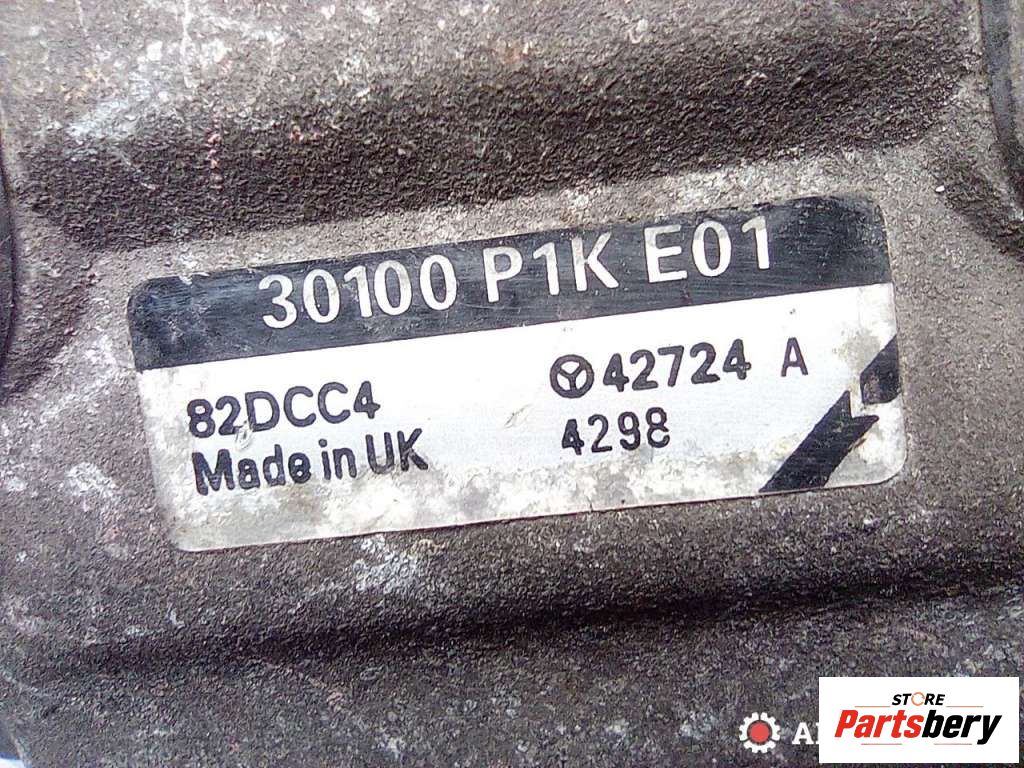 30100 P1K E01
82DCC4 42724 A
Made in UK 4298
STORE
Partsbery